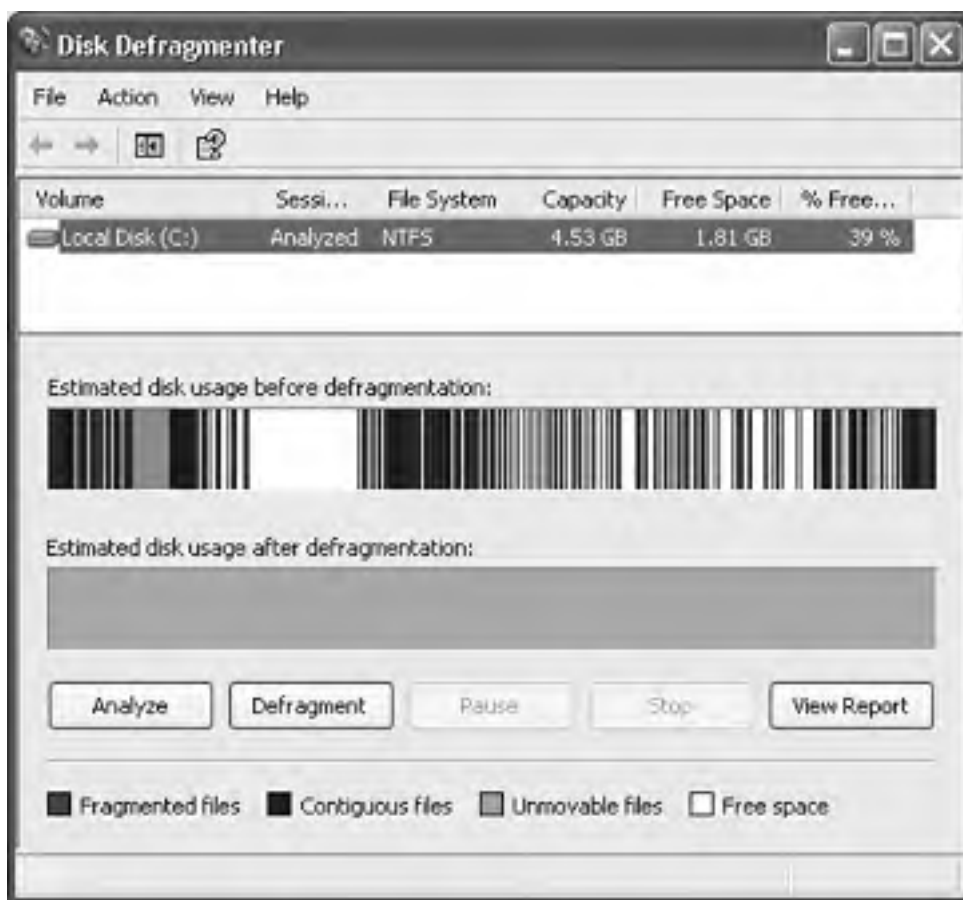 Disk Defragmenter
File Action View Help
Volume Sessi... File System Capacity Free Space % Free...
Local Disk (C:) Analyzed NTFS 4.53 GB 1.81 GB 39 %
Estimated disk usage before defragmentation:
Estimated disk usage after defragmentation:
Analyze Defragment Pause Stop View Report
Fragmented files Contiguous files Unmovable files Free space